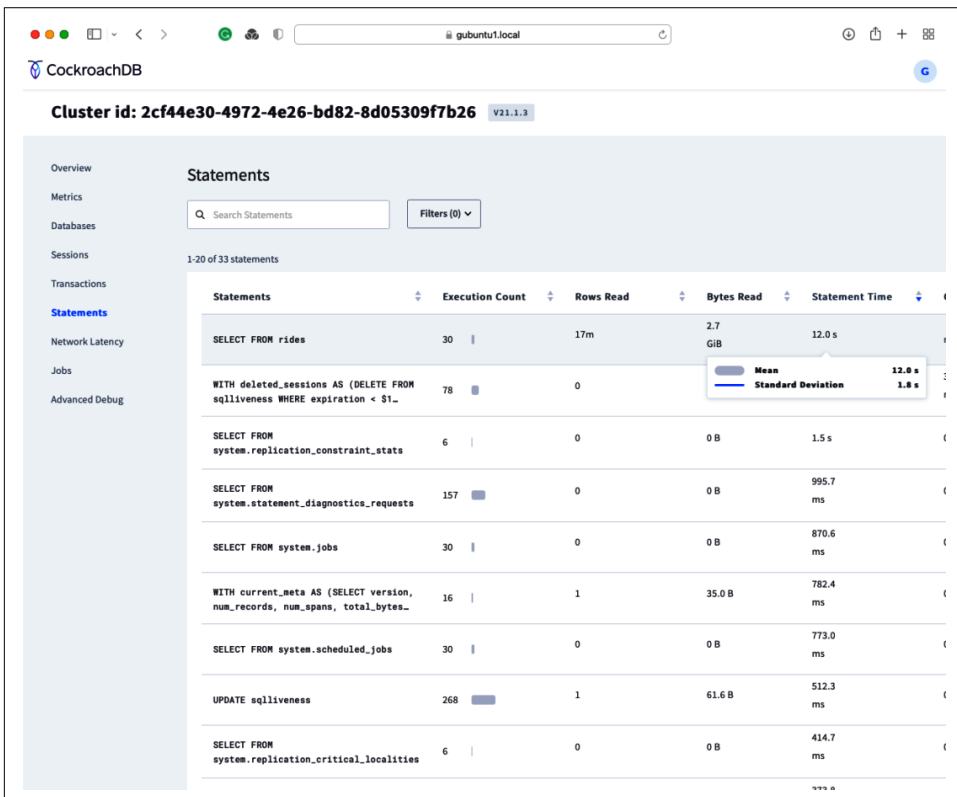 gubuntu1.local
CockroachDB
G
Cluster id: 2cf44e30-4972-4e26-bd82-8d05309f7b26 V21.1.3
Overview
Metrics
Databases
Sessions
Transactions
Statements
Network Latency
Jobs
Advanced Debug
Statements
Search Statements Filters (0)
1-20 of 33 statements
Statements Execution Count Rows Read Bytes Read Statement Time
SELECT FROM rides 30 17m 2.7 GiB 12.0 s
Mean 12.0 s
Standard Deviation 1.8 s
WITH deleted_sessions AS (DELETE FROM
sqlliveness WHERE expiration < $1… 78 0
SELECT FROM
system.replication_constraint_stats 6 0 0 B 1.5 s
SELECT FROM
system.statement_diagnostics_requests 157 0 0 B 995.7 ms
SELECT FROM system.jobs 30 0 0 B 870.6 ms
WITH current_meta AS (SELECT version,
num_records, num_spans, total_bytes… 16 1 35.0 B 782.4 ms
SELECT FROM system.scheduled_jobs 30 0 0 B 773.0 ms
UPDATE sqlliveness 268 1 61.6 B 512.3 ms
SELECT FROM
system.replication_critical_localities 6 0 0 B 414.7 ms